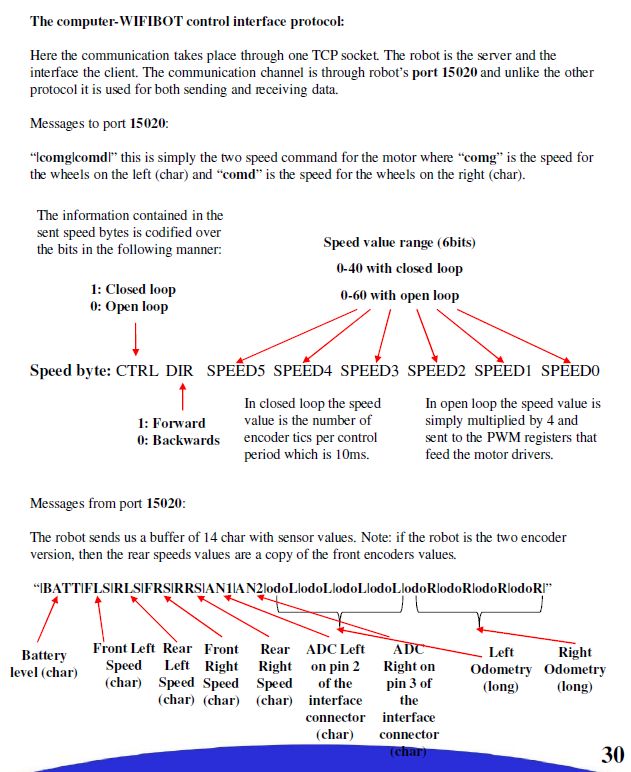 The computer-WIFIBOT control interface protocol:
Here the communication takes place through one TCP socket. The robot is the server and the
interface the client. The communication channel is through robot's port 15020 and unlike the other
protocol it is used for both sending and receiving data.
Messages to port 15020:
“|comg|comd|” this is simply the two speed command for the motor where “comg” is the speed for
the wheels on the left (char) and “comd” is the speed for the wheels on the right (char).
The information contained in the
sent speed bytes is codified over
the bits in the following manner:
Speed value range (6bits)
0-40 with closed loop
0-60 with open loop
1: Closed loop
0: Open loop
Speed byte: CTRL DIR SPEED5 SPEED4 SPEED3 SPEED2 SPEED1 SPEED0
1: Forward
0: Backwards
In closed loop the speed
value is the number of
encoder tics per control
period which is 10ms.
In open loop the speed value is
simply multiplied by 4 and
sent to the PWM registers that
feed the motor drivers.
Messages from port 15020:
The robot sends us a buffer of 14 char with sensor values. Note: if the robot is the two encoder
version, then the rear speeds values are a copy of the front encoders values.
“|BATT|FLS|RLS|FRS|RRS|AN1|AN2|odoL|odoL|odoL|odoL|odoR|odoR|odoR|odoR|”
Battery
level (char)
Front Left
Speed
(char)
Rear
Left
Speed
(char)
Front
Right
Speed
(char)
Rear
Right
Speed
(char)
ADC Left
on pin 2
of the
interface
connector
(char)
ADC
Right on
pin 3 of
the
interface
connector
(char)
Left
Odometry
(long)
Right
Odometry
(long)
30